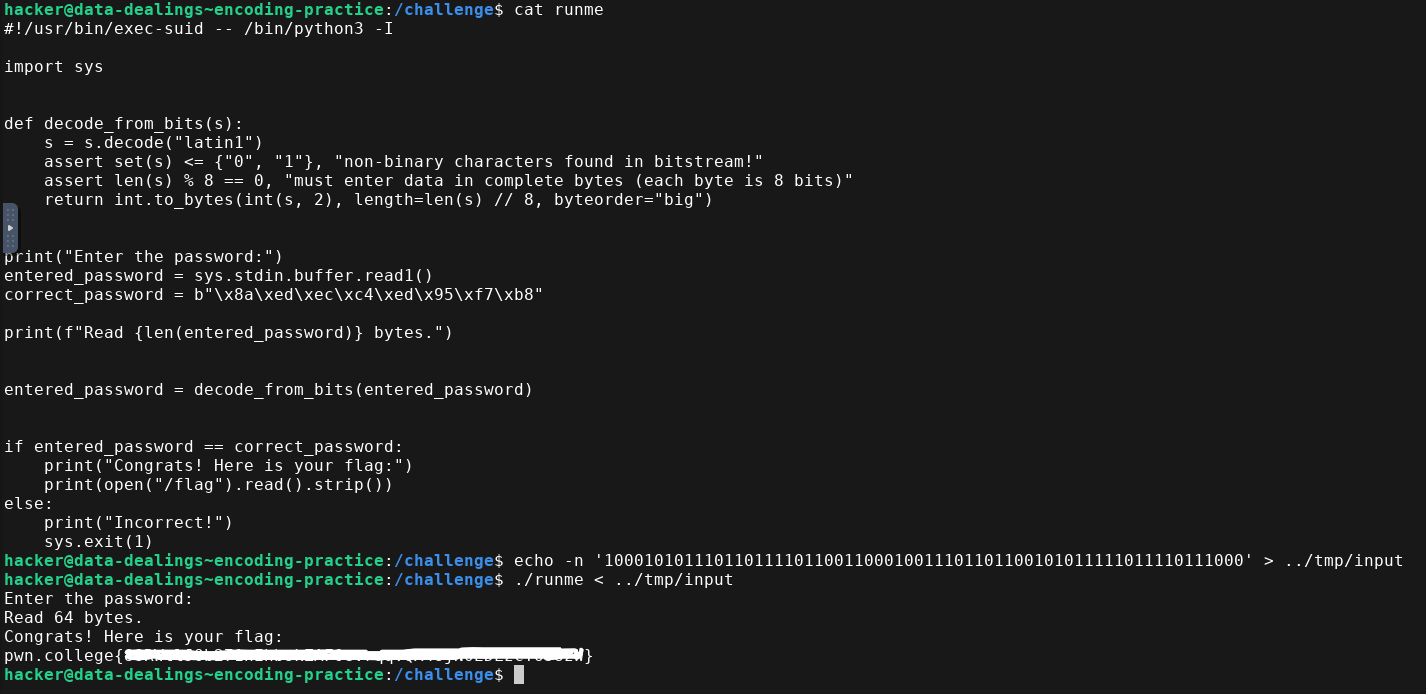 hacker@data-dealings~encoding-practice:/challenge$ cat runme
#!/usr/bin/exec-suid -- /bin/python3 -I
import sys
def decode_from_bits(s):
    s = s.decode("latin1")
    assert set(s) <= {"0", "1"}, "non-binary characters found in bitstream!"
    assert len(s) % 8 == 0, "must enter data in complete bytes (each byte is 8 bits)"
    return int.to_bytes(int(s, 2), length=len(s) // 8, byteorder="big")
print("Enter the password:")
entered_password = sys.stdin.buffer.read1()
correct_password = b"\x8a\xed\xec\xc4\xed\x95\xf7\xb8"
print(f"Read {len(entered_password)} bytes.")
entered_password = decode_from_bits(entered_password)
if entered_password == correct_password:
    print("Congrats! Here is your flag:")
    print(open("/flag").read().strip())
else:
    print("Incorrect!")
    sys.exit(1)
hacker@data-dealings~encoding-practice:/challenge$ echo -n '1000101011101101111011001100010011101101100101011111011110111000' > ../tmp/input
hacker@data-dealings~encoding-practice:/challenge$ ./runme < ../tmp/input
Enter the password:
Read 64 bytes.
Congrats! Here is your flag:
pwn.college{}
hacker@data-dealings~encoding-practice:/challenge$